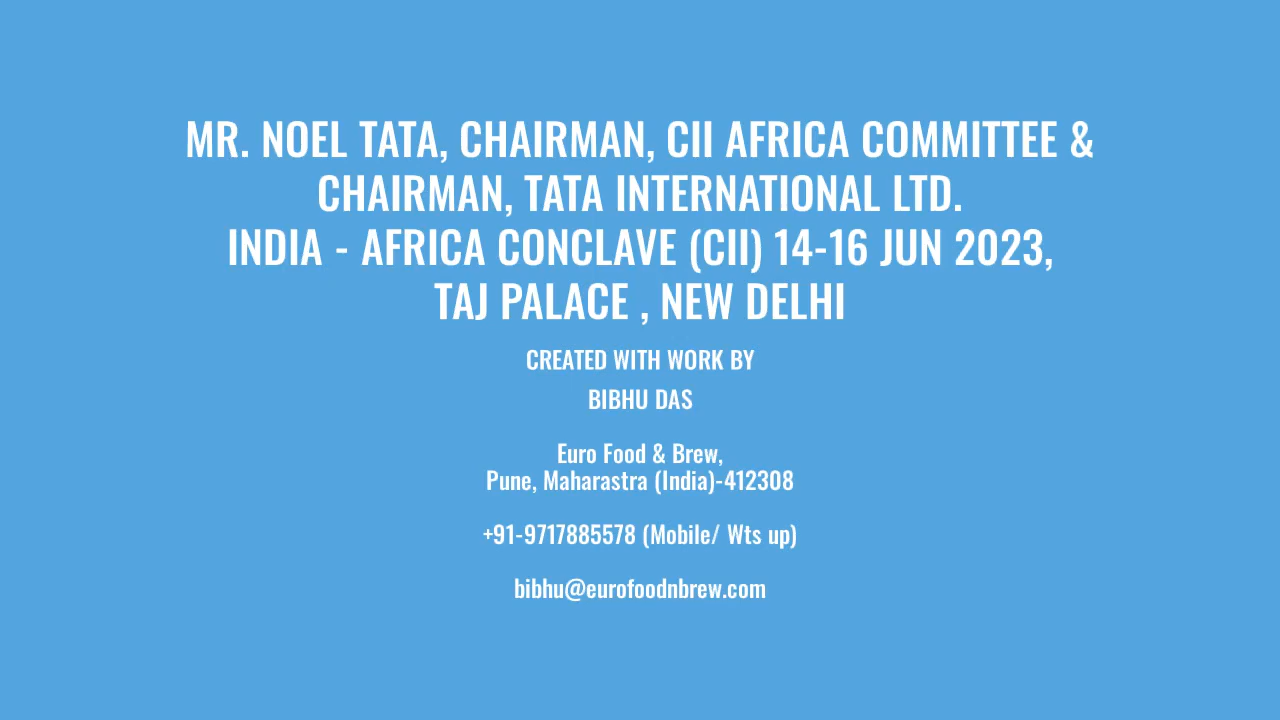 MR. NOEL TATA, CHAIRMAN, CII AFRICA COMMITTEE &
CHAIRMAN, TATA INTERNATIONAL LTD.
INDIA - AFRICA CONCLAVE (CII) 14-16 JUN 2023,
TAJ PALACE , NEW DELHI
CREATED WITH WORK BY
BIBHU DAS
Euro Food & Brew,
Pune, Maharastra (India)-412308
+91-9717885578 (Mobile/ Wts up)
bibhu@eurofoodnbrew.com